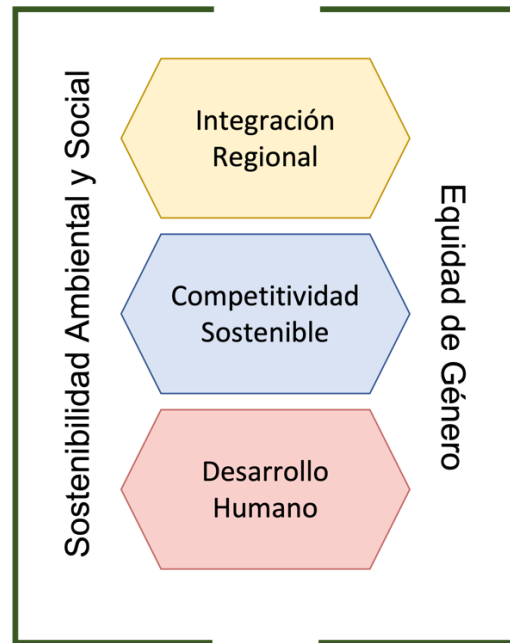 Sostenibilidad Ambiental y Social
Integración
Regional
Competitividad
Sostenible
Desarrollo
Humano
Equidad de Género